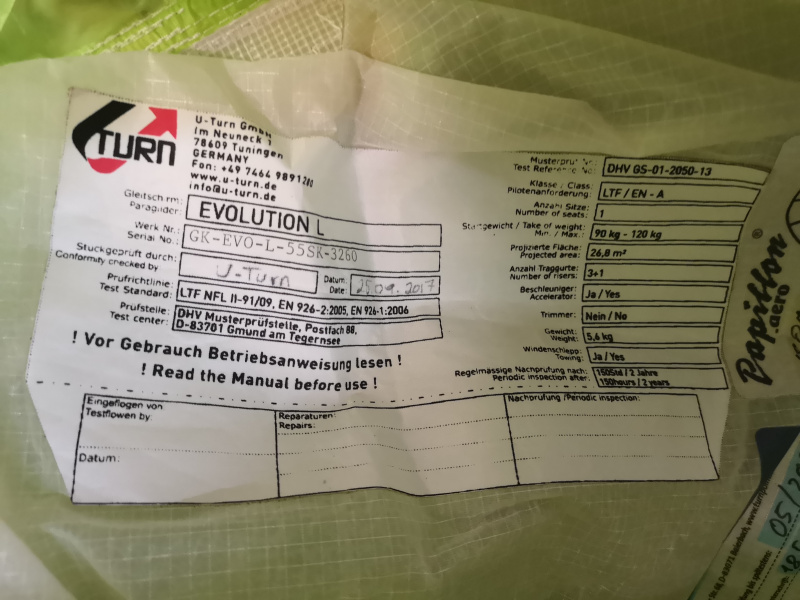 TURN
U-Turn GmbH
Im Neuneck 1
78609 Tuningen
GERMANY
Fon: +49 7464 9891280
www.u-turn.de
info@u-turn.de
Gleitschirm:
Paraglider:
EVOLUTION L
Werk Nr.:
Serial No.:
GK-EVO-L-55SK-3260
Stückgeprüft durch:
Conformity checked by:
U-Turn
Datum:
Date:
25.09.2017
Prüfrichtlinie:
Test Standard:
LTF NFL II-91/09, EN 926-2:2005, EN 926-1:2006
Prüfstelle:
Test center:
DHV Musterprüfstelle, Postfach 88,
D-83701 Gmund am Tegernsee
! Vor Gebrauch Betriebsanweisung lesen !
! Read the Manual before use !
Musterpruf Nr.:
Test Reference No.:
DHV GS-01-2050-13
Klasse, Class:
Pilotenanforderung:
LTF / EN - A
Anzahl Sitze:
Number of seats:
1
Startgewicht / Take of weight:
Min. / Max.:
90 kg - 120 kg
Projizierte Fläche:
Projected area:
26,8 m²
Anzahl Traggurte:
Number of risers:
3+1
Beschleuniger:
Accelerator:
Ja / Yes
Trimmer:
Nein / No
Gewicht:
Weight:
5,6 kg
Windenschlepp:
Towing:
Ja / Yes
Regelmässige Nachprüfung nach:
Periodic inspection after:
150Std / 2 Jahre
150hours / 2 years
Eingeflogen von:
Testflowen by:
Datum:
Reparaturen:
Repairs:
Nachprüfung /Periodic inspection:
Papillon
.aero
05/20